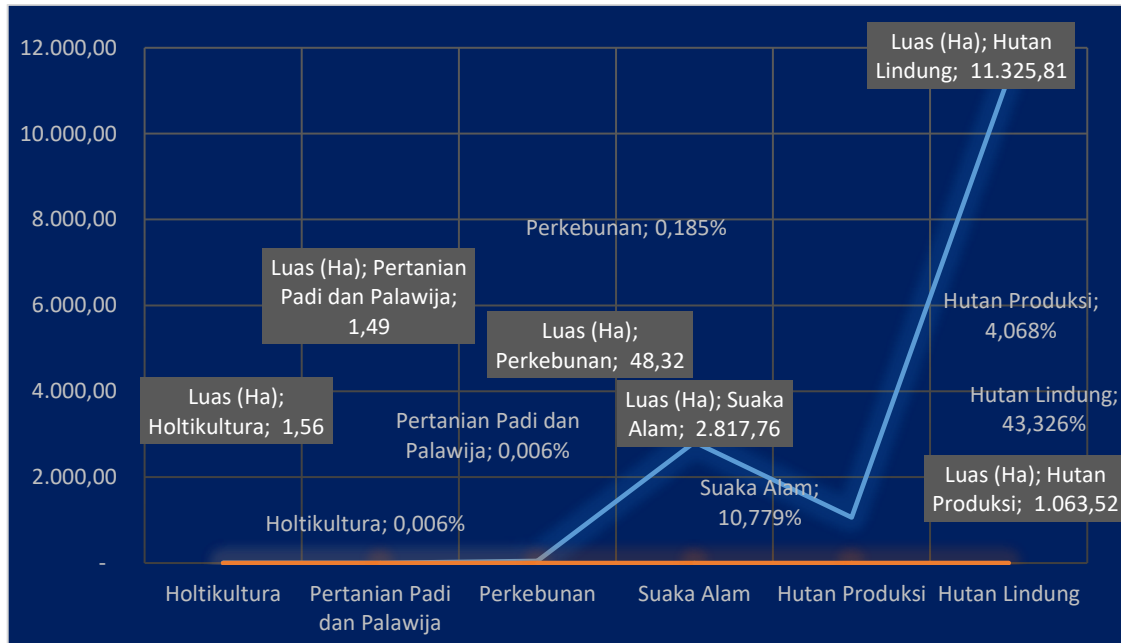 12.000,00
10.000,00
8.000,00
6.000,00
4.000,00
2.000,00
-
Luas (Ha); Hutan
Lindung; 11.325,81
Perkebunan; 0,185%
Luas (Ha); Pertanian
Padi dan Palawija;
1,49
Hutan Produksi;
4,068%
Luas (Ha);
Perkebunan; 48,32
Luas (Ha);
Holtikultura; 1,56
Luas (Ha); Suaka
Alam; 2.817,76
Hutan Lindung;
43,326%
Pertanian Padi dan
Palawija; 0,006%
Luas (Ha); Hutan
Produksi; 1.063,52
Suaka Alam;
10,779%
Holtikultura; 0,006%
Holtikultura
Pertanian Padi
dan Palawija
Perkebunan
Suaka Alam
Hutan Produksi
Hutan Lindung